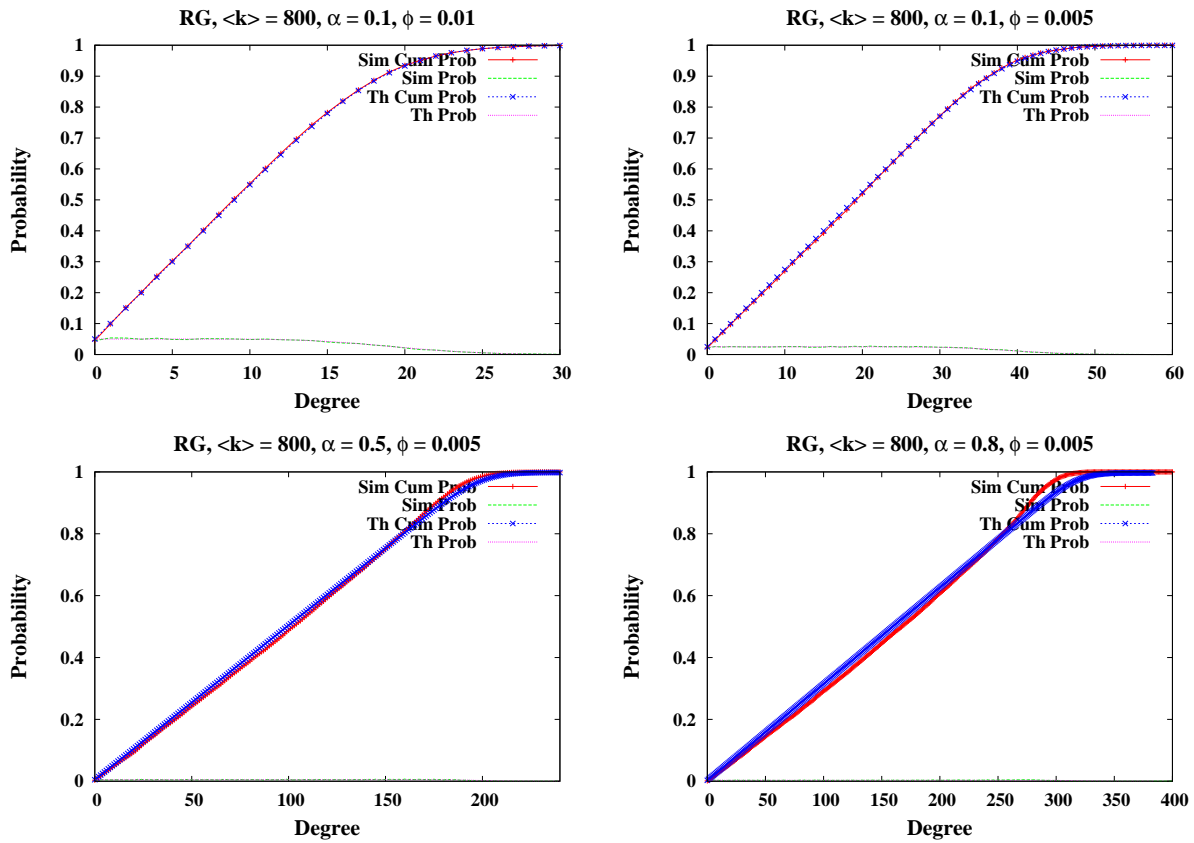 RG, <k> = 800, α = 0.1, ϕ = 0.01
1
0.9
0.8
0.7
0.6
0.5
0.4
0.3
0.2
0.1
0
Probability
Sim Cum Prob
Sim Prob
Th Cum Prob
Th Prob
0 5 10 15 20 25 30
Degree
RG, <k> = 800, α = 0.1, ϕ = 0.005
1
0.9
0.8
0.7
0.6
0.5
0.4
0.3
0.2
0.1
0
Probability
Sim Cum Prob
Sim Prob
Th Cum Prob
Th Prob
0 10 20 30 40 50 60
Degree
RG, <k> = 800, α = 0.5, ϕ = 0.005
1
0.8
0.6
0.4
0.2
0
Probability
Sim Cum Prob
Sim Prob
Th Cum Prob
Th Prob
0 50 100 150 200
Degree
RG, <k> = 800, α = 0.8, ϕ = 0.005
1
0.8
0.6
0.4
0.2
0
Probability
Sim Cum Prob
Sim Prob
Th Cum Prob
Th Prob
0 50 100 150 200 250 300 350 400
Degree